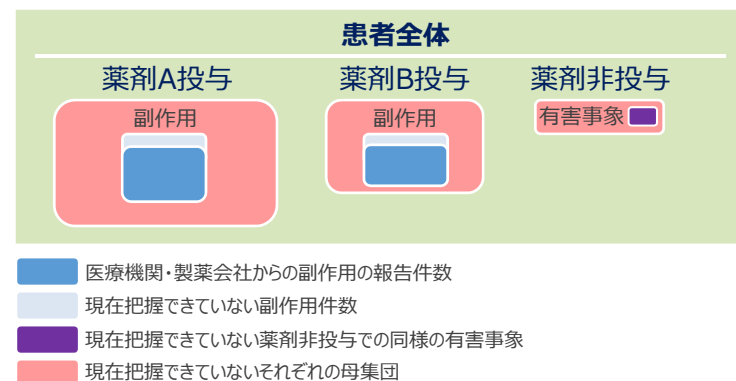 患者全体
薬剤A投与 薬剤B投与 薬剤非投与
副作用 副作用 有害事象
医療機関・製薬会社からの副作用の報告件数
現在把握できていない副作用件数
現在把握できていない薬剤非投与での同様の有害事象
現在把握できていないそれぞれの母集団